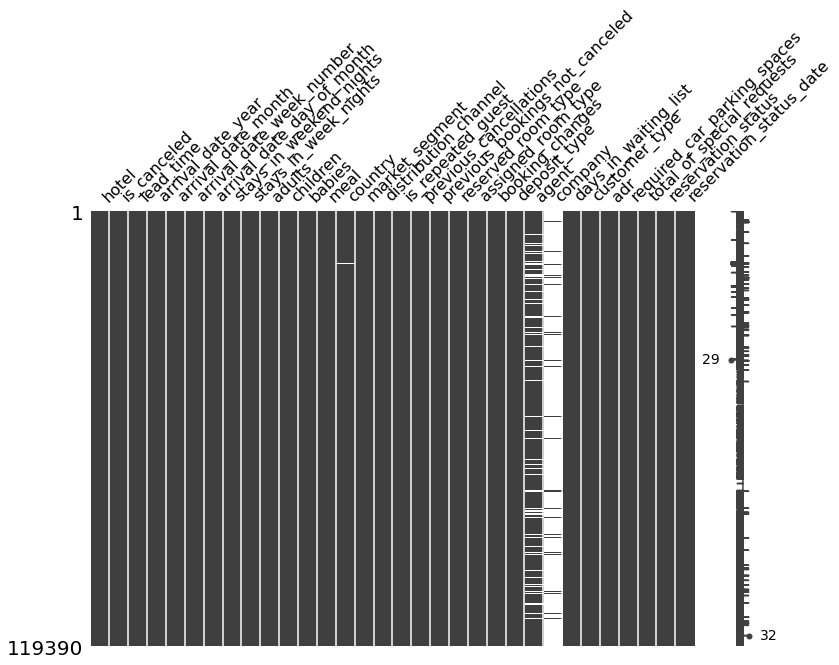 hotel
is_canceled
lead_time
arrival_date_year
arrival_date_month
arrival_date_week_number
arrival_date_day_of_month
stays_in_weekend_nights
stays_in_week_nights
adults
children
babies
meal
country
market_segment
distribution_channel
is_repeated_guest
previous_cancellations
previous_bookings_not_canceled
reserved_room_type
assigned_room_type
booking_changes
deposit_type
agent
company
days_in_waiting_list
customer_type
adr
required_car_parking_spaces
total_of_special_requests
reservation_status
reservation_status_date
1
29
32
119390